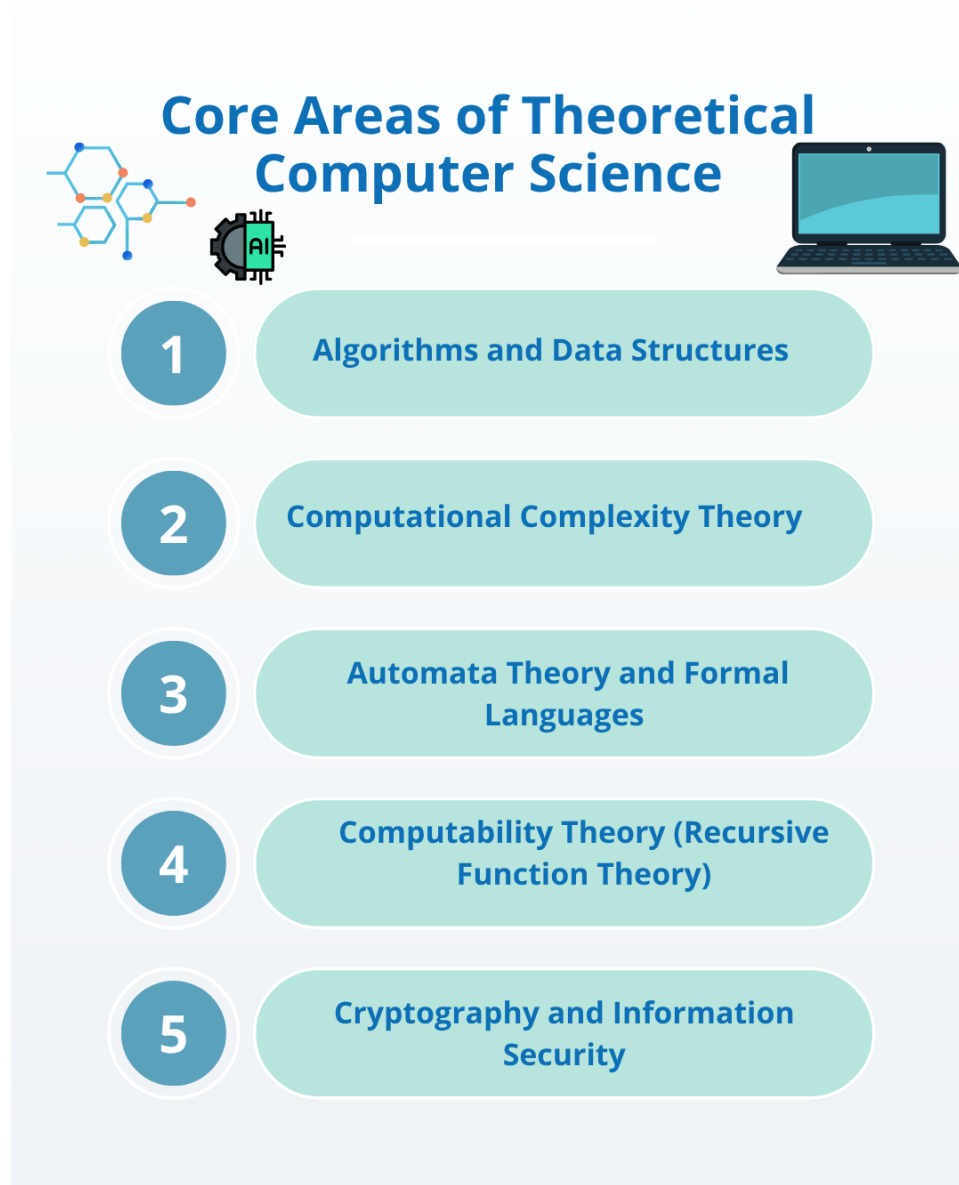 Core Areas of Theoretical
Computer Science
AI
1
Algorithms and Data Structures
2
Computational Complexity Theory
3
Automata Theory and Formal
Languages
4
Computability Theory (Recursive
Function Theory)
5
Cryptography and Information
Security